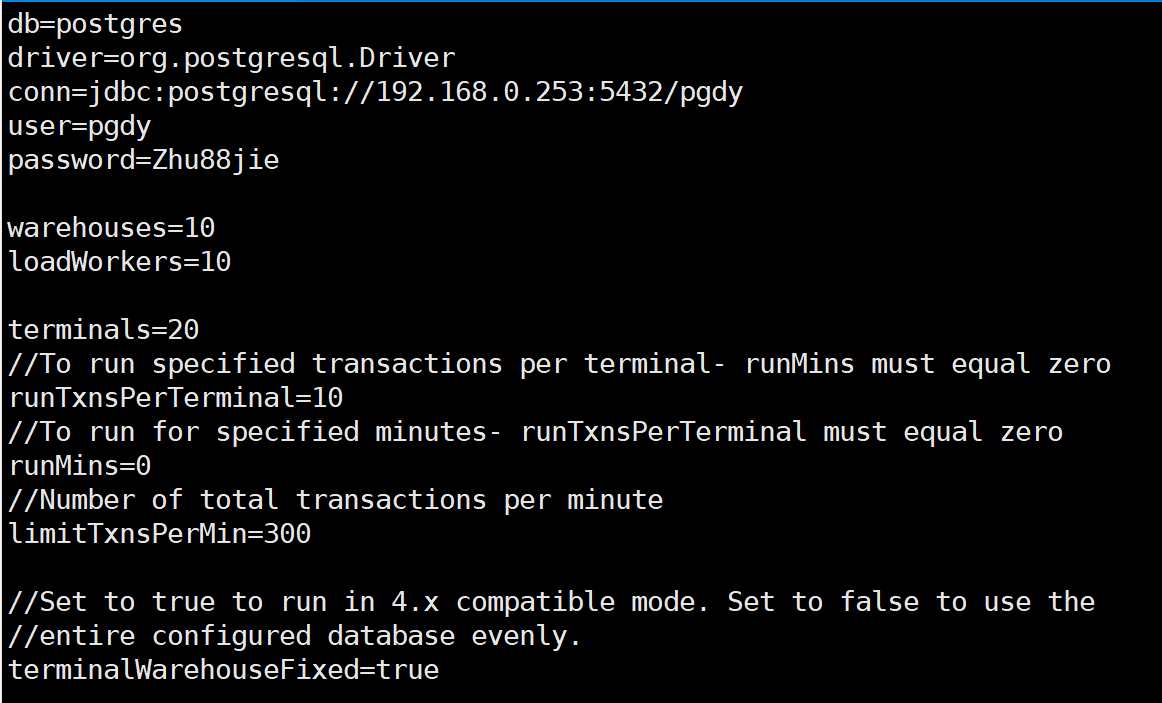 db=postgres
driver=org.postgresql.Driver
conn=jdbc:postgresql://192.168.0.253:5432/pgdy
user=pgdy
password=Zhu88jie
warehouses=10
loadWorkers=10
terminals=20
//To run specified transactions per terminal- runMins must equal zero
runTxnsPerTerminal=10
//To run for specified minutes- runTxnsPerTerminal must equal zero
runMins=0
//Number of total transactions per minute
limitTxnsPerMin=300
//Set to true to run in 4.x compatible mode. Set to false to use the
//entire configured database evenly.
terminalWarehouseFixed=true